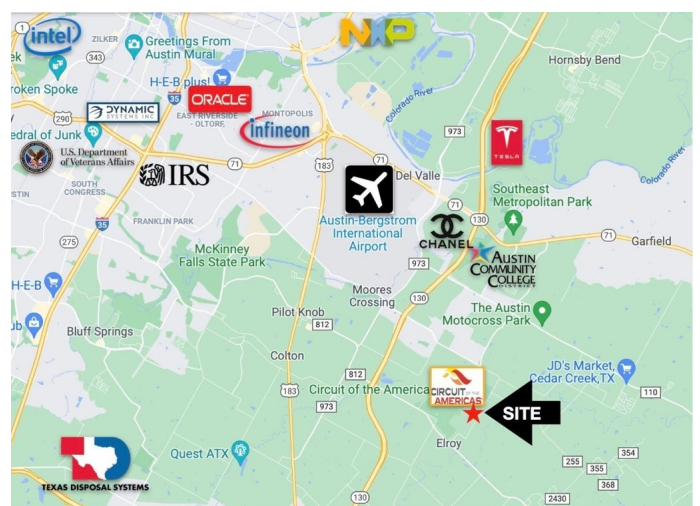 1
intel
ZILKER
343
ek
roken Spoke
Greetings From
Austin Mural
NXP
Hornsby Bend
H-E-B plus!
35
ORACLE
DYNAMIC
SYSTEMS INC
EAST RIVERSIDE
- OLTORF
MONTOPOLIS
infineon
290
edral of Junk
U.S. Department
of Veterans Affairs
IRS
71
183
71
Colorado River
973
TESLA
Colorado River
Del Valle
STIN
SOUTH
CONGRESS
35
FRANKLIN PARK
Austin-Bergstrom
International
Airport
71
130
Southeast
Metropolitan Park
CHANEL
AUSTIN
COMMUNITY
COLLEGE
DISTRICT
71
Garfield
275
McKinney
Falls State Park
973
H-E-B
Moores
Crossing
130
ub
Bluff Springs
Pilot Knob
812
The Austin
Motocross Park
Colton
812
183
973
Circuit of the America
CIRCUIT OF THE
AMERICAS
SITE
JD's Market,
Cedar Creek,TX
110
Elroy
TEXAS DISPOSAL SYSTEMS
Quest ATX
130
255
354
355
368
2430